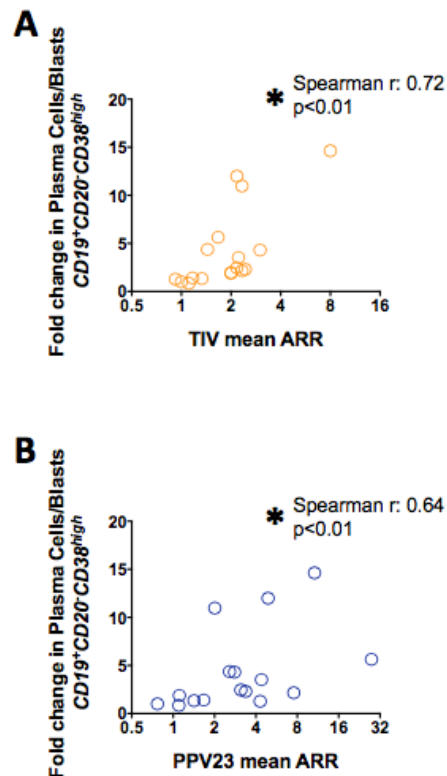 A
Spearman r: 0.72
p<0.01
Fold change in Plasma Cells/Blasts
CD19⁺CD20⁻CD38ʰⁱᵍʰ
20
15
10
5
0
0.5 1 2 4 8 16
TIV mean ARR
B
Spearman r: 0.64
p<0.01
Fold change in Plasma Cells/Blasts
CD19⁺CD20⁻CD38ʰⁱᵍʰ
20
15
10
5
0
0.5 1 2 4 8 16 32
PPV23 mean ARR